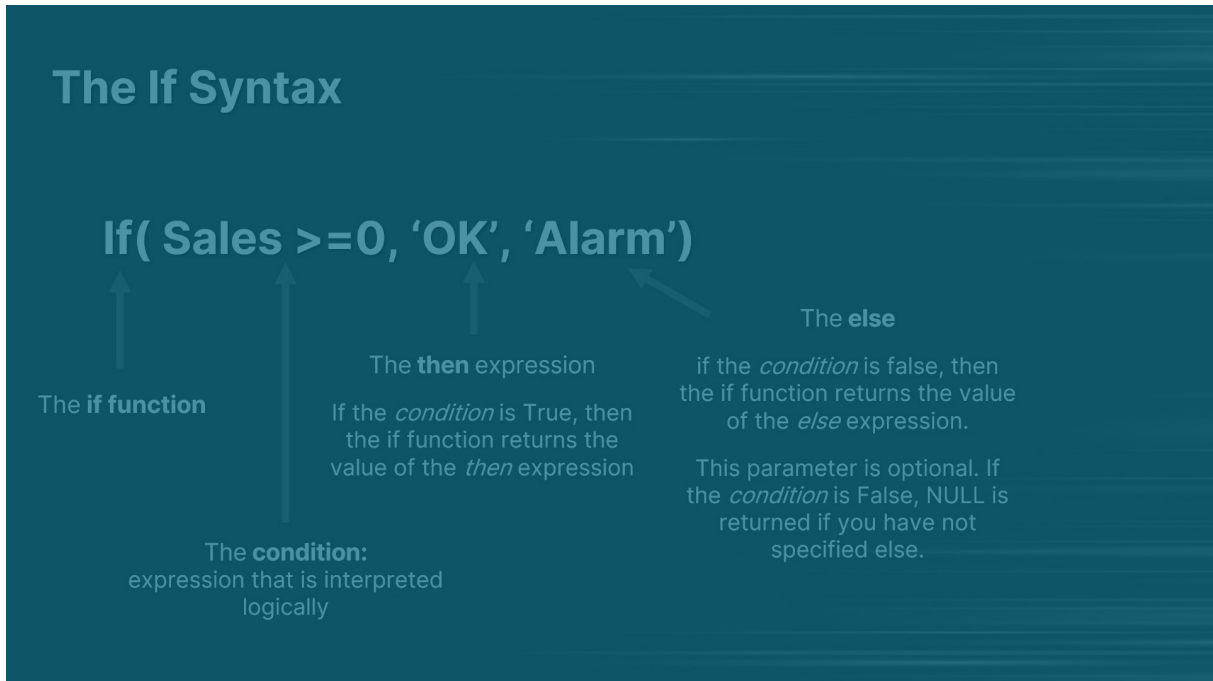 The If Syntax
If( Sales >=0, ‘OK’, ‘Alarm’)
The if function
The condition:
expression that is interpreted
logically
The then expression
If the condition is True, then
the if function returns the
value of the then expression
The else
if the condition is false, then
the if function returns the value
of the else expression.
This parameter is optional. If
the condition is False, NULL is
returned if you have not
specified else.